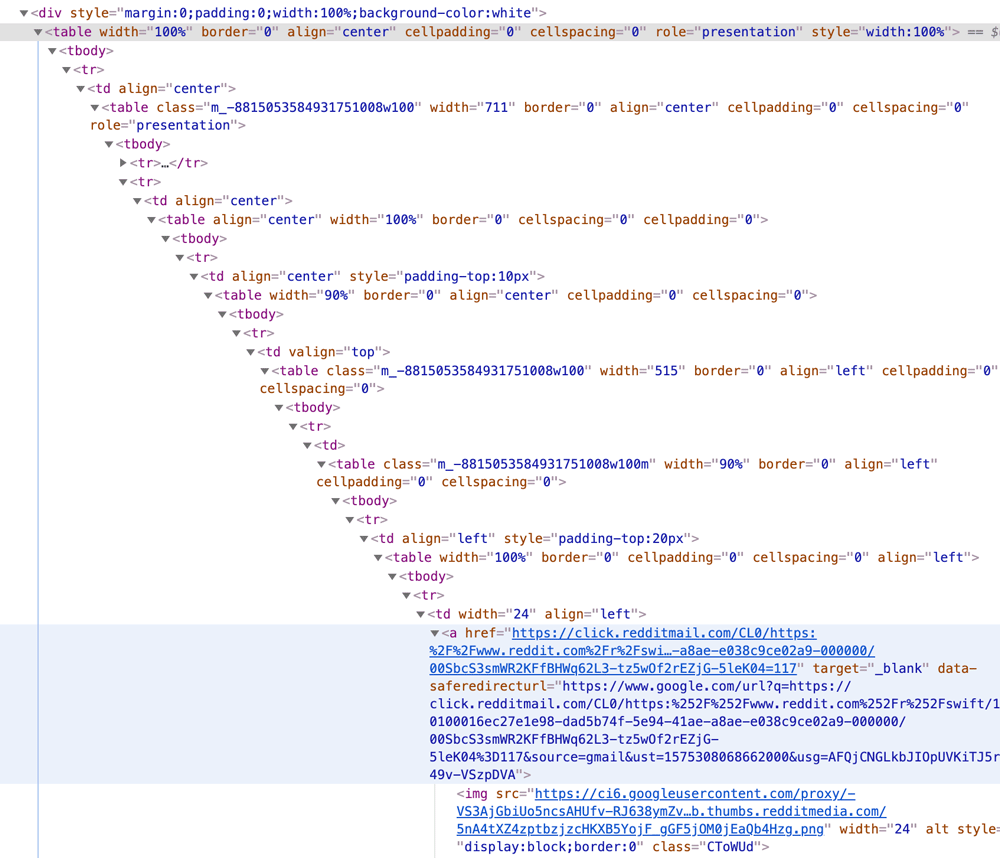 ▼<div style="margin:0;padding:0;width:100%;background-color:white">
▼<table width="100%" border="0" align="center" cellpadding="0" cellspacing="0" role="presentation" style="width:100%"> == $
▼<tbody>
▼<tr>
▼<td align="center">
▼<table class="m_-8815053584931751008w100" width="711" border="0" align="center" cellpadding="0" cellspacing="0"
role="presentation">
▼<tbody>
▶<tr>…</tr>
▼<tr>
▼<td align="center">
▼<table align="center" width="100%" border="0" cellspacing="0" cellpadding="0">
▼<tbody>
▼<tr>
▼<td align="center" style="padding-top:10px">
▼<table width="90%" border="0" align="center" cellpadding="0" cellspacing="0">
▼<tbody>
▼<tr>
▼<td valign="top">
▼<table class="m_-8815053584931751008w100" width="515" border="0" align="left" cellpadding="0"
cellspacing="0">
▼<tbody>
▼<tr>
▼<td>
▼<table class="m_-8815053584931751008w100m" width="90%" border="0" align="left"
cellpadding="0" cellspacing="0">
▼<tbody>
▼<tr>
▼<td align="left" style="padding-top:20px">
▼<table width="100%" border="0" cellpadding="0" cellspacing="0" align="left">
▼<tbody>
▼<tr>
▼<td width="24" align="left">
▼<a href="https://click.redditmail.com/CL0/https:
%2F%2Fwww.reddit.com%2Fr%2Fswi…-a8ae-e038c9ce02a9-000000/
00SbcS3smWR2KFfBHWq62L3-tz5wOf2rEZjG-5leK04=117" target="_blank" data-
saferedirecturl="https://www.google.com/url?q=https://
click.redditmail.com/CL0/https:%252F%252Fwww.reddit.com%252Fr%252Fswift/1
0100016ec27e1e98-dad5b74f-5e94-41ae-a8ae-e038c9ce02a9-000000/
00SbcS3smWR2KFfBHWq62L3-tz5wOf2rEZjG-
5leK04%3D117&source=gmail&ust=1575308068662000&usg=AFQjCNGLkbJIOpUVKiTJ5r
49v-VSzpDVA">
<img src="https://ci6.googleusercontent.com/proxy/-
VS3AjGbiUo5ncsAHUfv-RJ638ymZv…b.thumbs.redditmedia.com/
5nA4tXZ4zptbzjzcHKXB5YojF_gGF5jOM0jEaQb4Hzg.png" width="24" alt style=
"display:block;border:0" class="CToWUd">